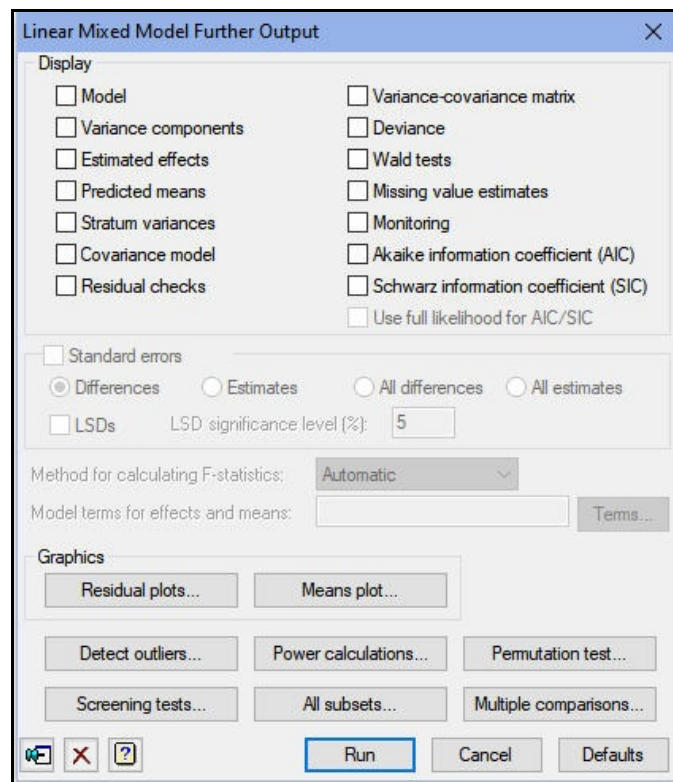 Linear Mixed Model Further Output
Display
Model
Variance-covariance matrix
Variance components
Deviance
Estimated effects
Wald tests
Predicted means
Missing value estimates
Stratum variances
Monitoring
Covariance model
Akaike information coefficient (AIC)
Residual checks
Schwarz information coefficient (SIC)
Use full likelihood for AIC/SIC
Standard errors
Differences
Estimates
All differences
All estimates
LSDs
LSD significance level (%):
5
Method for calculating F-statistics:
Automatic
Model terms for effects and means:
Terms...
Graphics
Residual plots...
Means plot...
Detect outliers...
Power calculations...
Permutation test...
Screening tests...
All subsets...
Multiple comparisons...
?
Run
Cancel
Defaults